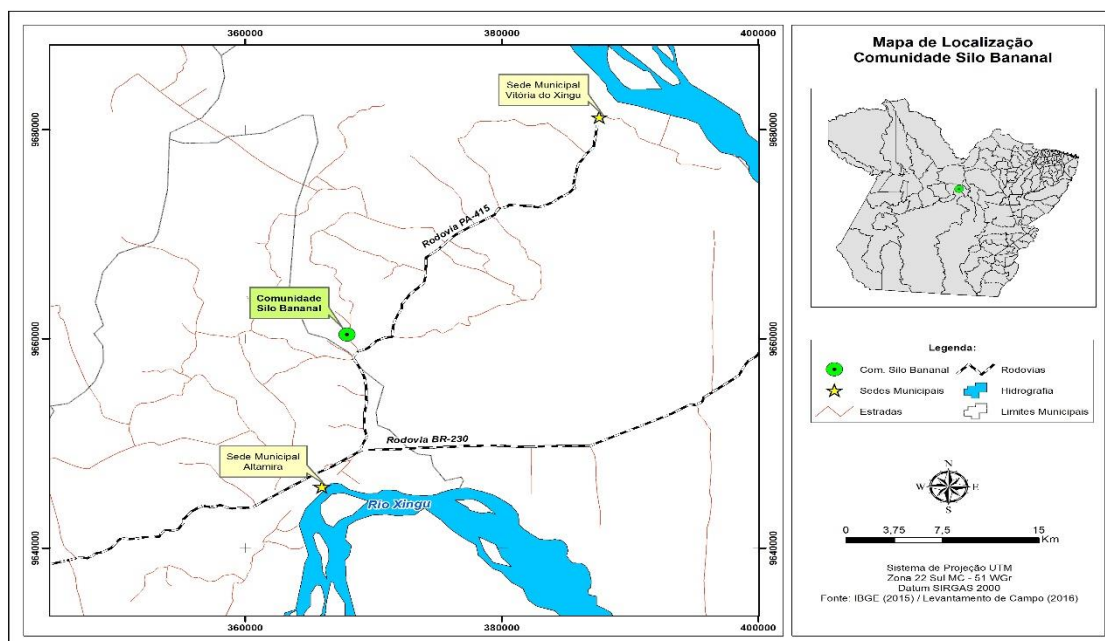 360000
380000
400000
9680000
9680000
Sede Municipal
Vitória do Xingu
Rodovia PA-415
Comunidade
Silo Bananal
9660000
9660000
Rodovia BR-230
Sede Municipal
Altamira
Rio Xingu
9640000
9640000
360000
380000
400000
Mapa de Localização
Comunidade Silo Bananal
Legenda:
Com. Silo Bananal
Rodovias
Sedes Municipais
Hidrografia
Estradas
Limites Municipais
N
W
E
S
0
3,75
7,5
15
Km
Sistema de Projeção UTM
Zona 22 Sul MC - 51 WGr
Datum SIRGAS 2000
Fonte: IBGE (2015) / Levantamento de Campo (2016)